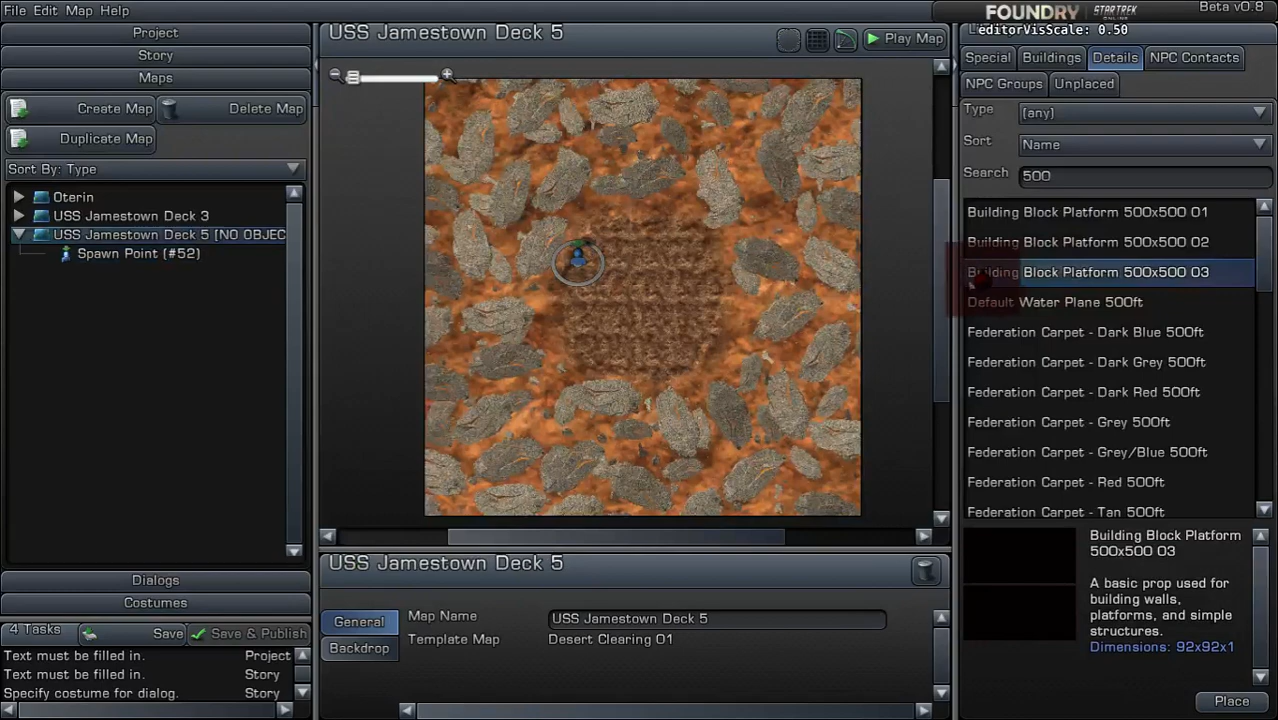 File Edit Map Help
FOUNDRY STAR TREK ONLINE
Beta v0.8
editorVisScale: 0.50
Project
Story
Maps
Create Map
Delete Map
Duplicate Map
Sort By: Type
Oterin
USS Jamestown Deck 3
USS Jamestown Deck 5 [NO OBJEC
Spawn Point (#52)
Dialogs
Costumes
4 Tasks
Save
Save & Publish
Text must be filled in. Project
Text must be filled in. Story
Specify costume for dialog. Story
USS Jamestown Deck 5
Play Map
USS Jamestown Deck 5
General
Backdrop
Map Name
USS Jamestown Deck 5
Template Map
Desert Clearing 01
Special
Buildings
Details
NPC Contacts
NPC Groups
Unplaced
Type
(any)
Sort
Name
Search
500
Building Block Platform 500x500 01
Building Block Platform 500x500 02
Building Block Platform 500x500 03
Default Water Plane 500ft
Federation Carpet - Dark Blue 500ft
Federation Carpet - Dark Grey 500ft
Federation Carpet - Dark Red 500ft
Federation Carpet - Grey 500ft
Federation Carpet - Grey/Blue 500ft
Federation Carpet - Red 500ft
Federation Carpet - Tan 500ft
Building Block Platform
500x500 03
A basic prop used for
building walls,
platforms, and simple
structures.
Dimensions: 92x92x1
Place